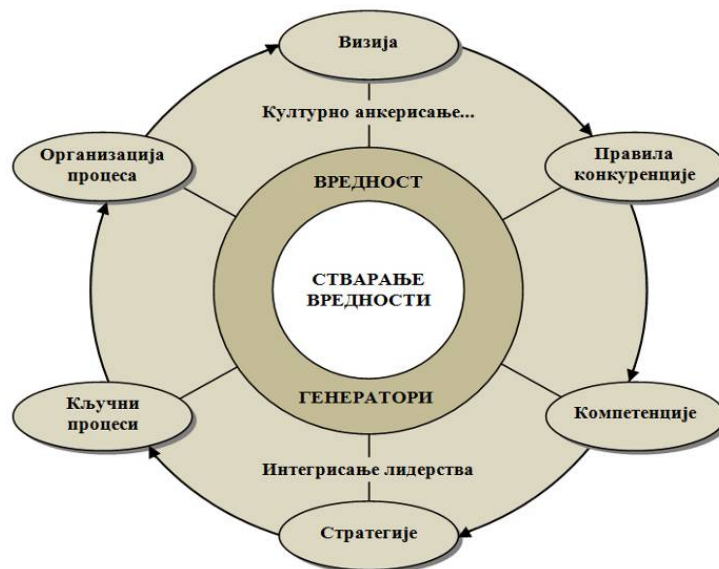 Визија
Културно анкерисање...
Организација
процеса
Правила
конкуренције
ВРЕДНОСТ
СТВАРАЊЕ
ВРЕДНОСТИ
ГЕНЕРАТОРИ
Кључни
процеси
Компетенције
Интегрисање лидерства
Стратегије